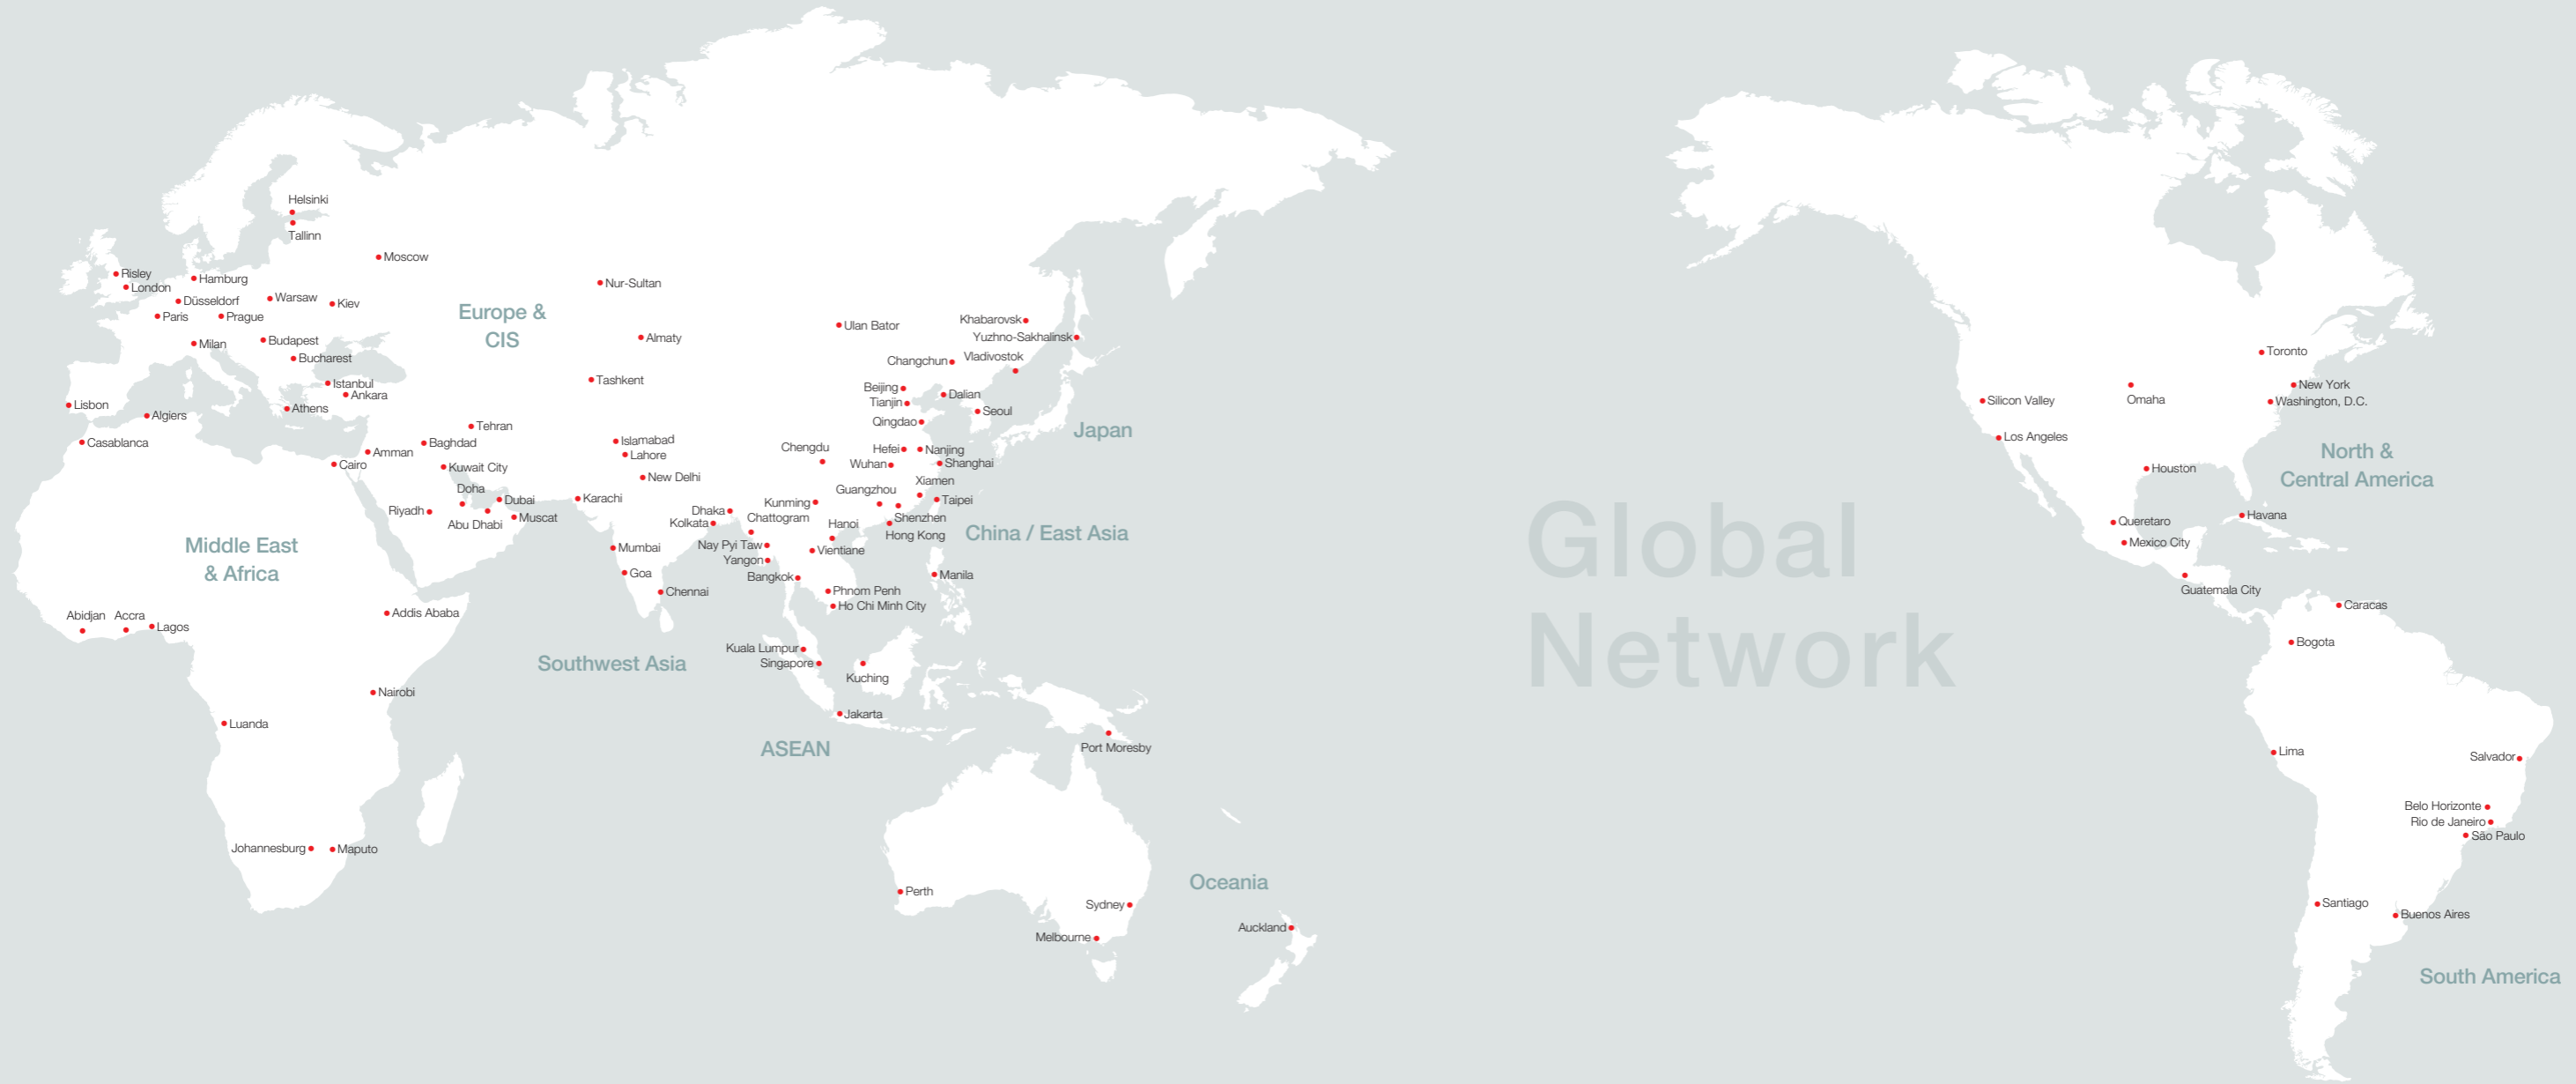 Helsinki
Tallinn
Moscow
Risley
London
Hamburg
Düsseldorf
Warsaw
Kiev
Paris
Prague
Milan
Budapest
Bucharest
Istanbul
Ankara
Athens
Lisbon
Algiers
Casablanca
Europe &
CIS
Nur-Sultan
Almaty
Tashkent
Ulan Bator
Khabarovsk
Yuzhno-Sakhalinsk
Vladivostok
Changchun
Beijing
Tianjin
Dalian
Seoul
Qingdao
Japan
Tehran
Baghdad
Amman
Cairo
Kuwait City
Doha
Dubai
Riyadh
Abu Dhabi
Muscat
Middle East
& Africa
Abidjan
Accra
Lagos
Addis Ababa
Nairobi
Luanda
Johannesburg
Maputo
Islamabad
Lahore
New Delhi
Karachi
Dhaka
Kolkata
Chattogram
Mumbai
Goa
Chennai
Southwest Asia
Chengdu
Hefei
Nanjing
Wuhan
Shanghai
Xiamen
Guangzhou
Taipei
Kunming
Shenzhen
Hong Kong
China / East Asia
Hanoi
Nay Pyi Taw
Vientiane
Yangon
Bangkok
Manila
Phnom Penh
Ho Chi Minh City
Kuala Lumpur
Singapore
Kuching
Jakarta
ASEAN
Port Moresby
Perth
Sydney
Melbourne
Oceania
Auckland
Global
Network
Toronto
New York
Omaha
Washington, D.C.
Silicon Valley
Los Angeles
Houston
North &
Central America
Havana
Queretaro
Mexico City
Guatemala City
Caracas
Bogota
Lima
Salvador
Belo Horizonte
Rio de Janeiro
São Paulo
Santiago
Buenos Aires
South America